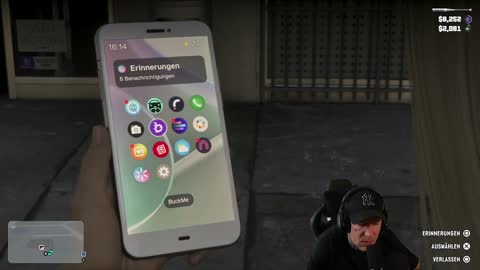 16:14
Erinnerungen
8 Benachrichtigungen
BuckMe
$8,252
$2,081
ERINNERUNGEN
AUSWÄHLEN
VERLASSEN